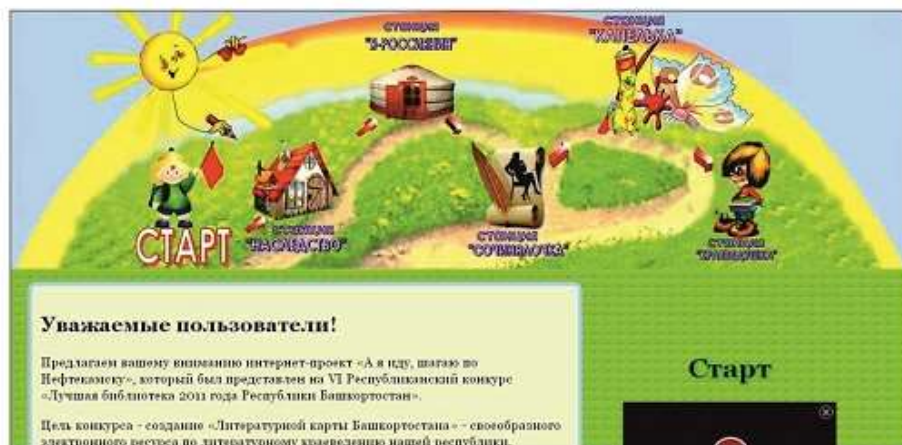 СТАНЦИЯ
"Я-РОССИЯНИН"
СТАНЦИЯ
"КАПЕЛЬКА"
СТАРТ
СТАНЦИЯ
"НАСЛЕДСТВО"
СТАНЦИЯ
"СОЧИНЯЛОЧКА"
СТАНЦИЯ
Уважаемые пользователи!
Предлагаем вашему вниманию интернет-проект «А я иду, шагаю по
Нефтекамску», который был представлен на VI Республиканский конкурс
«Лучшая библиотека 2011 года Республики Башкортостан».
Цель конкурса - создание «Литературной карты Башкортостана» - своеобразного
электронного ресурса по литературному краеведению нашей республики.
Старт